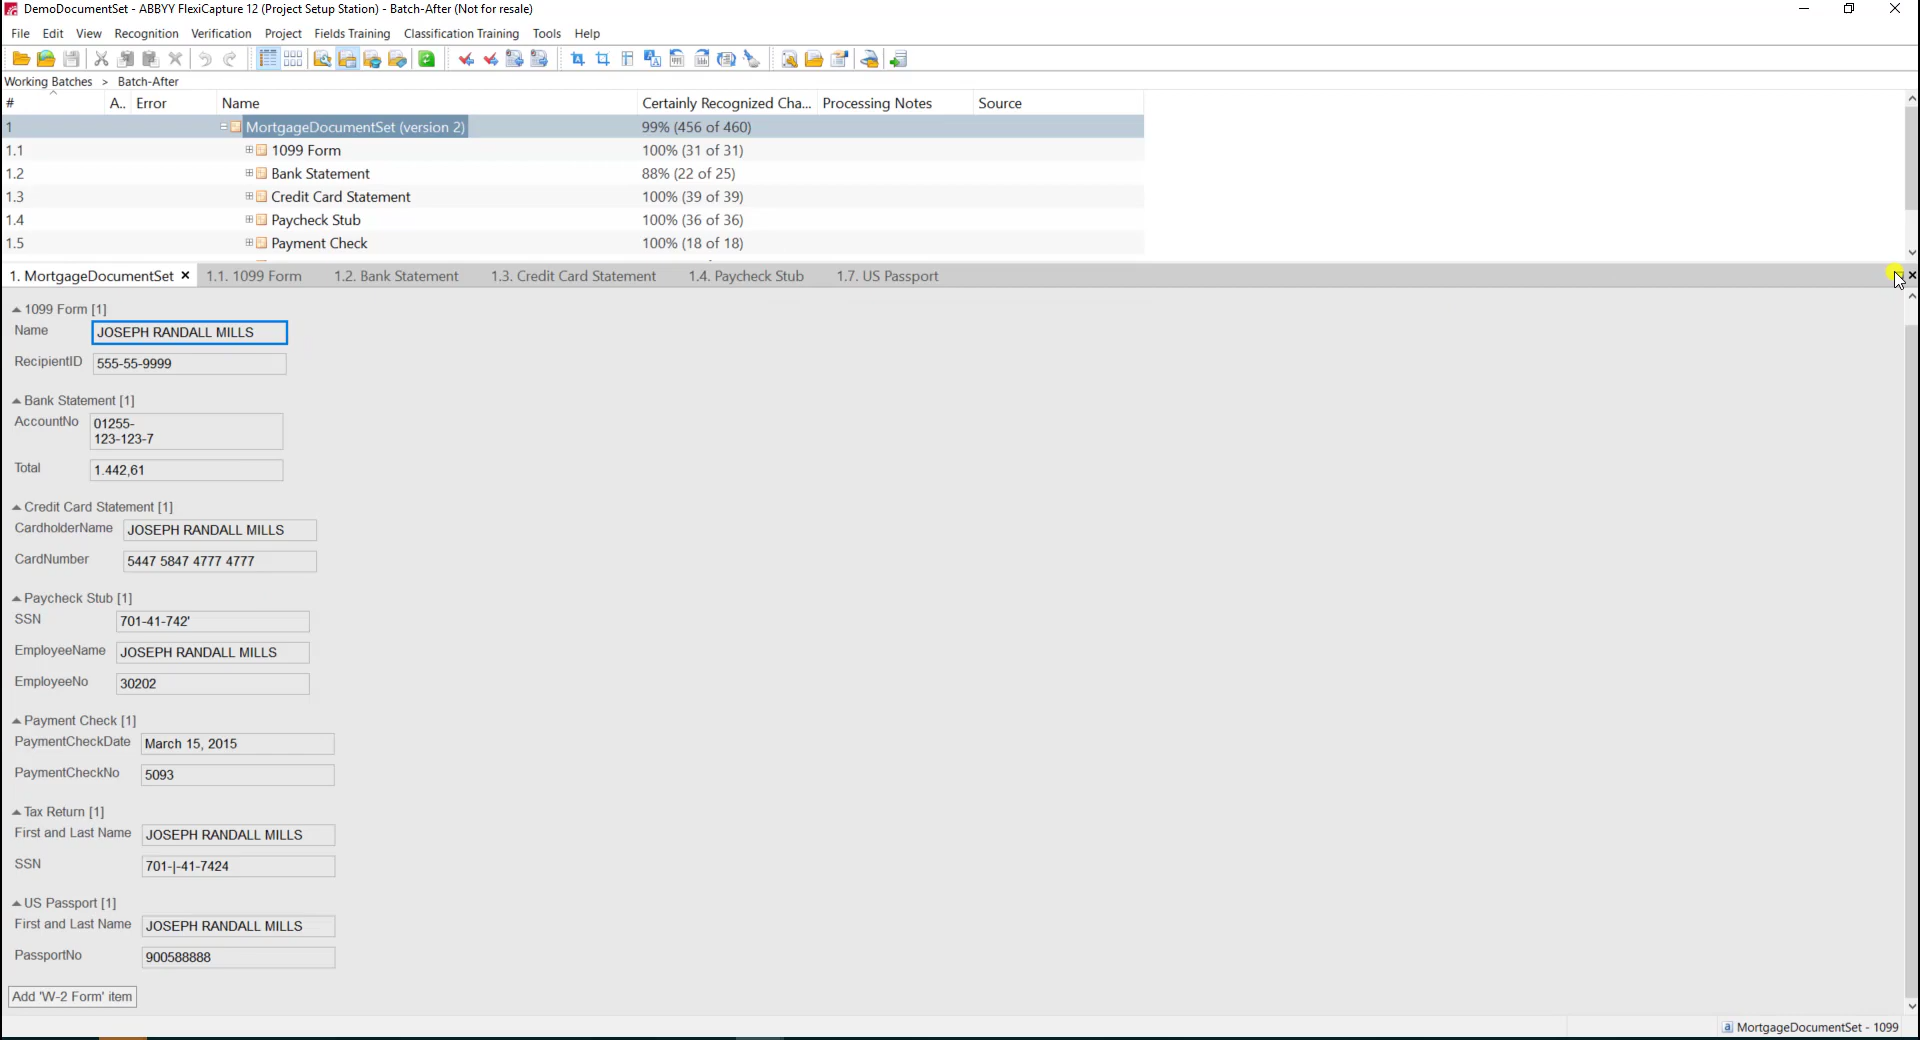 DemoDocumentSet - ABBYY FlexiCapture 12 (Project Setup Station) - Batch-After (Not for resale)
File Edit View Recognition Verification Project Fields Training Classification Training Tools Help
Working Batches > Batch-After
# A.. Error Name Certainly Recognized Cha... Processing Notes Source
1 MortgageDocumentSet (version 2) 99% (456 of 460)
1.1 1099 Form 100% (31 of 31)
1.2 Bank Statement 88% (22 of 25)
1.3 Credit Card Statement 100% (39 of 39)
1.4 Paycheck Stub 100% (36 of 36)
1.5 Payment Check 100% (18 of 18)
1. MortgageDocumentSet 1.1. 1099 Form 1.2. Bank Statement 1.3. Credit Card Statement 1.4. Paycheck Stub 1.7. US Passport
1099 Form [1]
Name JOSEPH RANDALL MILLS
RecipientID 555-55-9999
Bank Statement [1]
AccountNo 01255-
123-123-7
Total 1.442,61
Credit Card Statement [1]
CardholderName JOSEPH RANDALL MILLS
CardNumber 5447 5847 4777 4777
Paycheck Stub [1]
SSN 701-41-742'
EmployeeName JOSEPH RANDALL MILLS
EmployeeNo 30202
Payment Check [1]
PaymentCheckDate March 15, 2015
PaymentCheckNo 5093
Tax Return [1]
First and Last Name JOSEPH RANDALL MILLS
SSN 701-|-41-7424
US Passport [1]
First and Last Name JOSEPH RANDALL MILLS
PassportNo 900588888
Add 'W-2 Form' item
MortgageDocumentSet - 1099